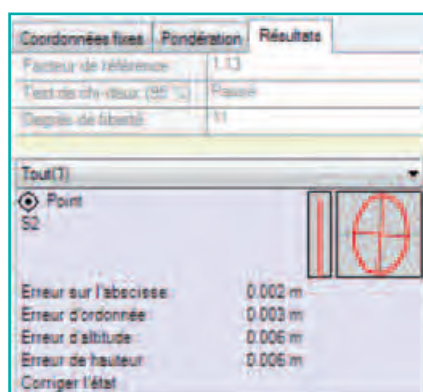 Coordonnées fixes Pondération Résultats
Facteur de référence 1.13
Test de chi-deux (95 %) Passé
Degrés de liberté 11
Tout(1)
Point
S2
Erreur sur l'abscisse 0.002 m
Erreur d'ordonnée 0.003 m
Erreur d'altitude 0.006 m
Erreur de hauteur 0.006 m
Corriger l'état